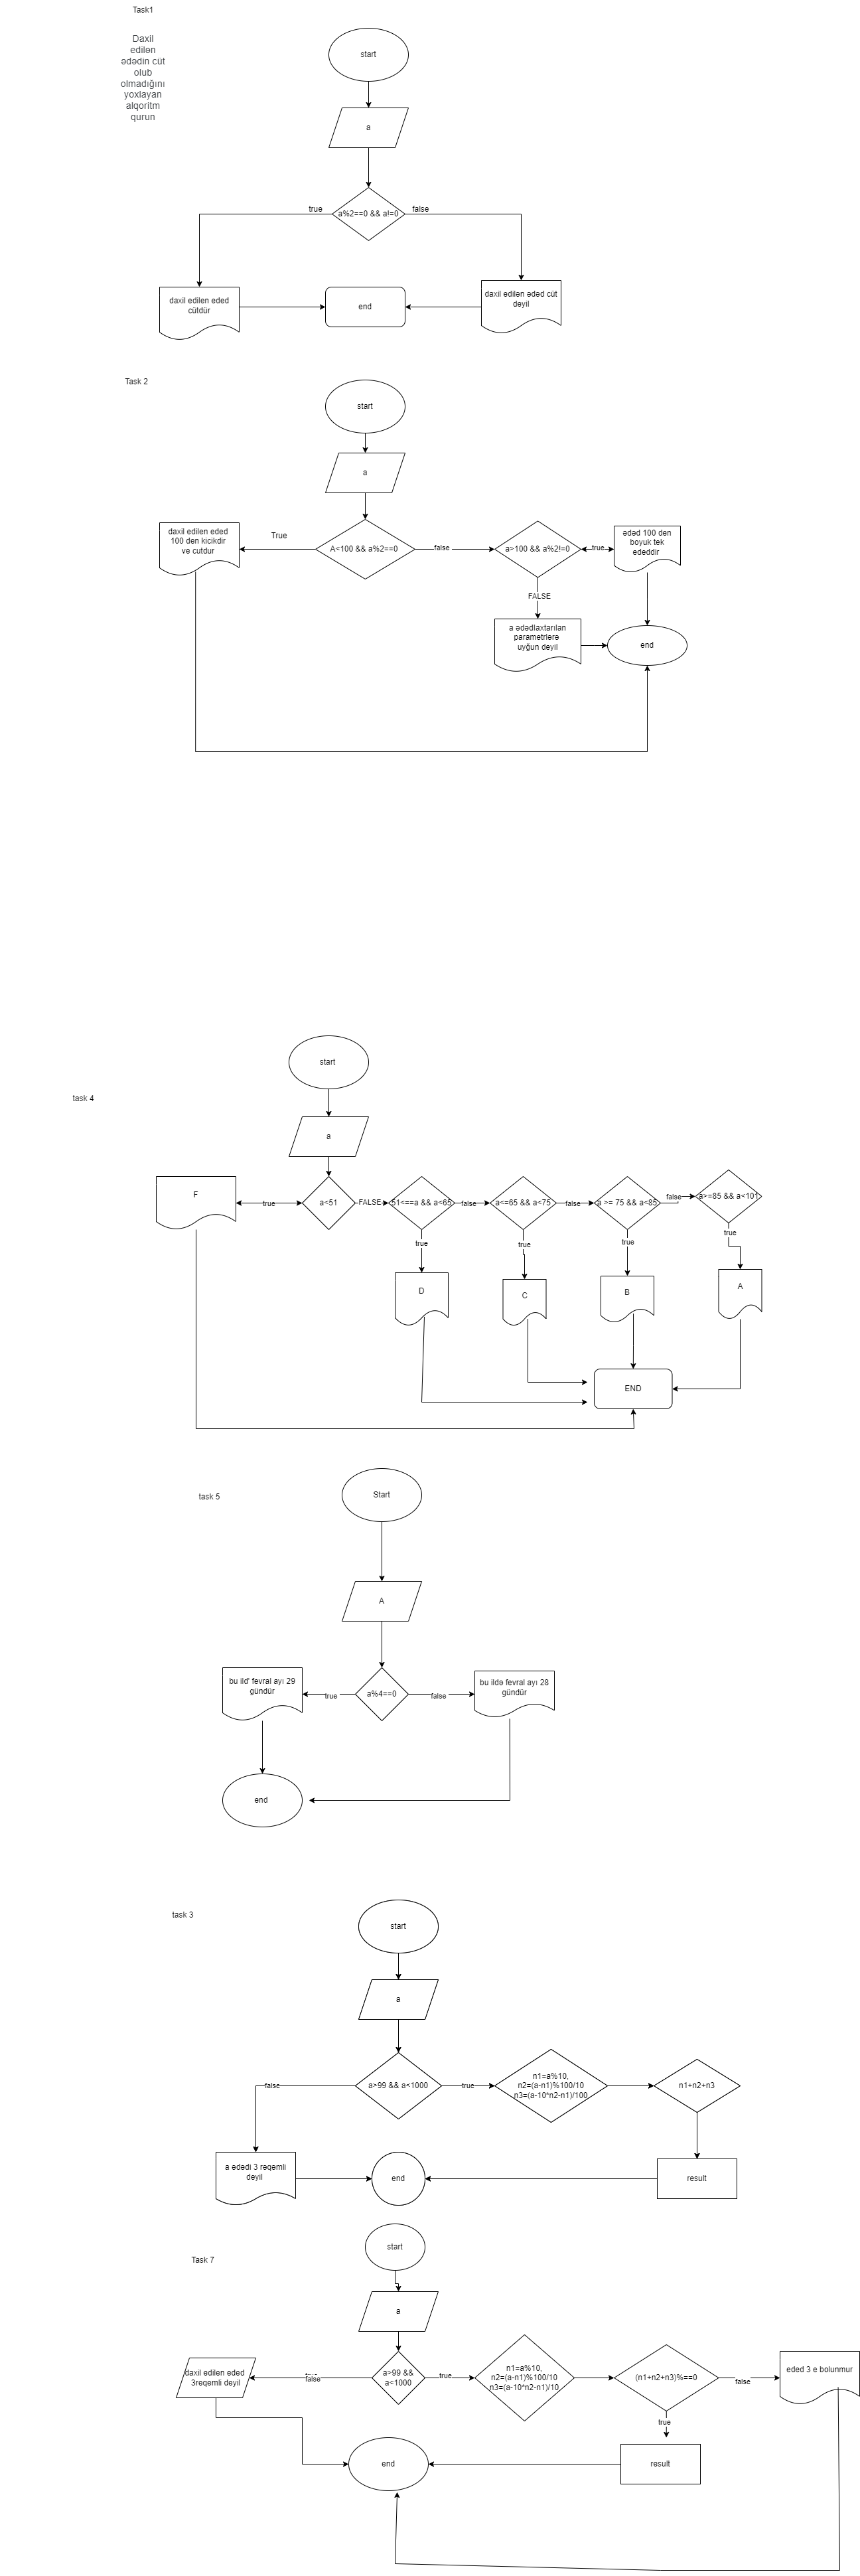 Task1
Daxil
edilən
ədədin cüt
olub
olmadığını
yoxlayan
alqoritm
qurun
start
a
a%2==0 && a!=0
true
false
daxil edilen eded
cütdür
end
daxil edilən ədəd cüt
deyil
Task 2
start
a
daxil edilen eded
100 den kicikdir
ve cutdur
True
A<100 && a%2==0
false
a>100 && a%2!=0
true
ədəd 100 den
boyuk tek
ededdir
FALSE
a ədədlaxtarılan
parametrlərə
uyğun deyil
end
start
task 4
a
F
true
a<51
FALSE
51<==a && a<65
false
a<=65 && a<75
false
a >= 75 && a<85
false
a>=85 && a<101
true
true
true
true
D
C
B
A
END
Start
task 5
A
bu ild' fevral ayı 29
gündür
true
a%4==0
false
bu ildə fevral ayı 28
gündür
end
task 3
start
a
false
a>99 && a<1000
true
n1=a%10,
n2=(a-n1)%100/10
n3=(a-10*n2-n1)/100
n1+n2+n3
a ədədi 3 rəqəmli
deyil
end
result
start
Task 7
a
daxil edilen eded
3reqemli deyil
false
a>99 &&
a<1000
true
n1=a%10,
n2=(a-n1)%100/10
n3=(a-10*n2-n1)/10
(n1+n2+n3)%==0
false
eded 3 e bolunmur
true
end
result